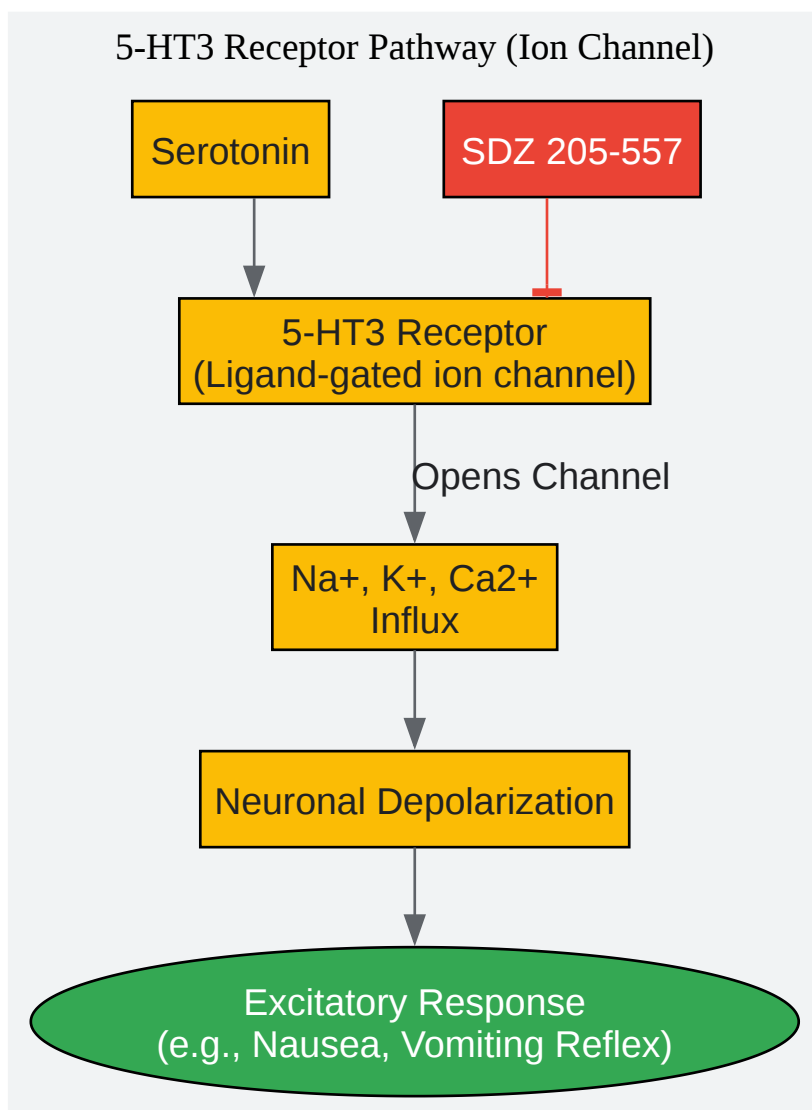 5-HT3 Receptor Pathway (Ion Channel)
Serotonin
SDZ 205-557
5-HT3 Receptor
(Ligand-gated ion channel)
Opens Channel
Na+, K+, Ca2+
Influx
Neuronal Depolarization
Excitatory Response
(e.g., Nausea, Vomiting Reflex)